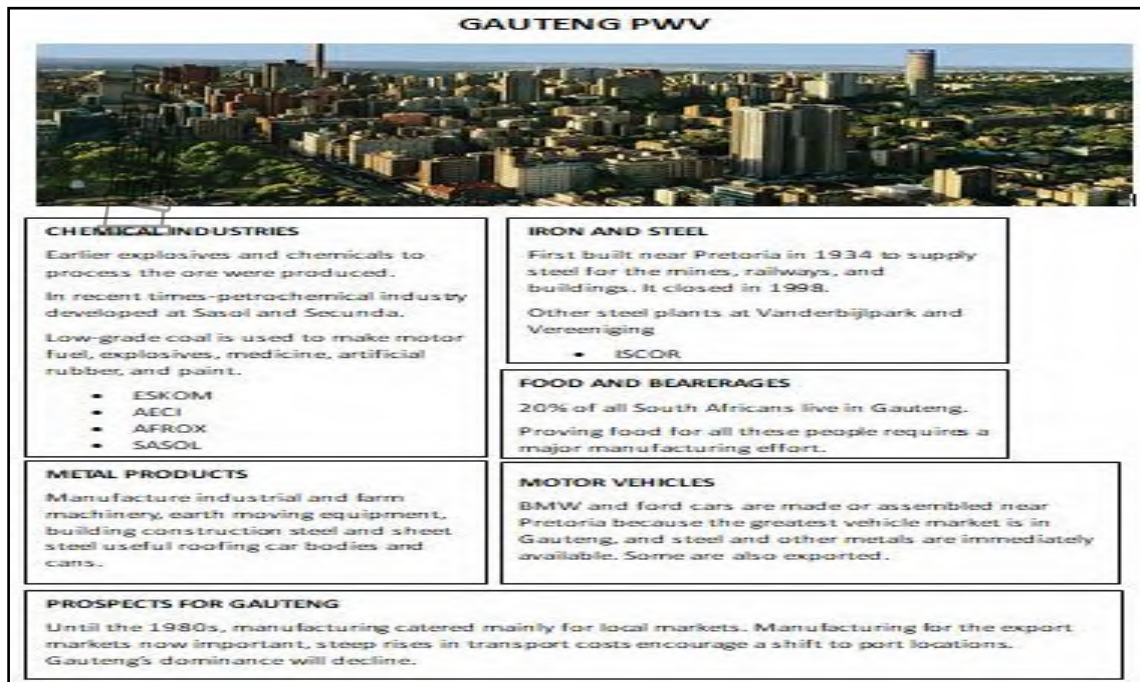 GAUTENG PWV
CHEMICAL INDUSTRIES
Earlier explosives and chemicals to
process the ore were produced.
In recent times-petrochemical industry
developed at Sasol and Secunda.
Low-grade coal is used to make motor
fuel, explosives, medicine, artificial
rubber, and paint.
• ESKOM
• AECI
• AFROX
• SASOL
IRON AND STEEL
First built near Pretoria in 1934 to supply
steel for the mines, railways, and
buildings. It closed in 1998.
Other steel plants at Vanderbijlpark and
Vereeniging
• ISCOR
FOOD AND BEARERAGES
20% of all South Africans live in Gauteng.
Proving food for all these people requires a
major manufacturing effort.
METAL PRODUCTS
Manufacture industrial and farm
machinery, earth moving equipment,
building construction steel and sheet
steel useful roofing car bodies and
cans.
MOTOR VEHICLES
BMW and ford cars are made or assembled near
Pretoria because the greatest vehicle market is in
Gauteng, and steel and other metals are immediately
available. Some are also exported.
PROSPECTS FOR GAUTENG
Until the 1980s, manufacturing catered mainly for local markets. Manufacturing for the export
markets now important, steep rises in transport costs encourage a shift to port locations.
Gauteng's dominance will decline.